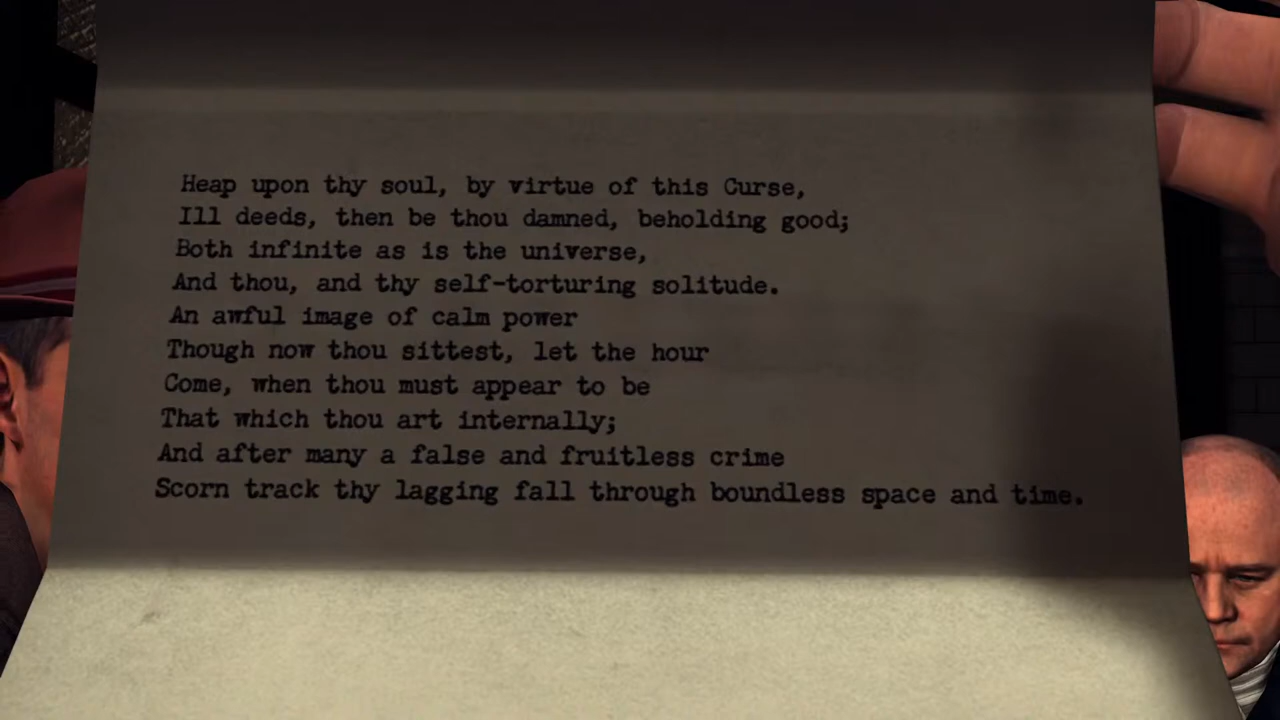 Heap upon thy soul, by virtue of this Curse,
Ill deeds, then be thou damned, beholding good;
Both infinite as is the universe,
And thou, and thy self-torturing solitude.
An awful image of calm power
Though now thou sittest, let the hour
Come, when thou must appear to be
That which thou art internally;
And after many a false and fruitless crime
Scorn track thy lagging fall through boundless space and time.